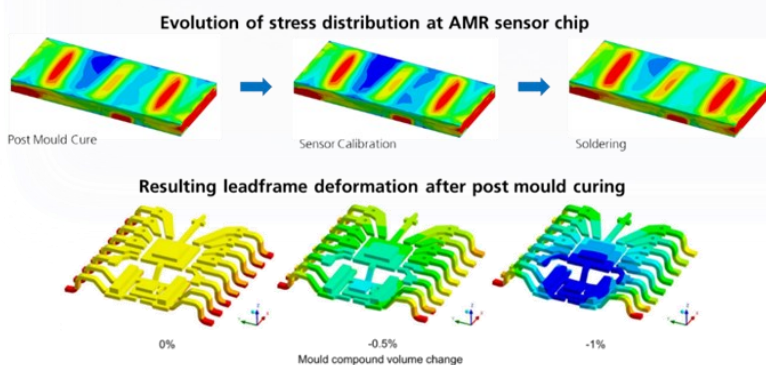 Evolution of stress distribution at AMR sensor chip
Post Mould Cure
Sensor Calibration
Soldering
Resulting leadframe deformation after post mould curing
0%
-0.5%
-1%
Mould compound volume change